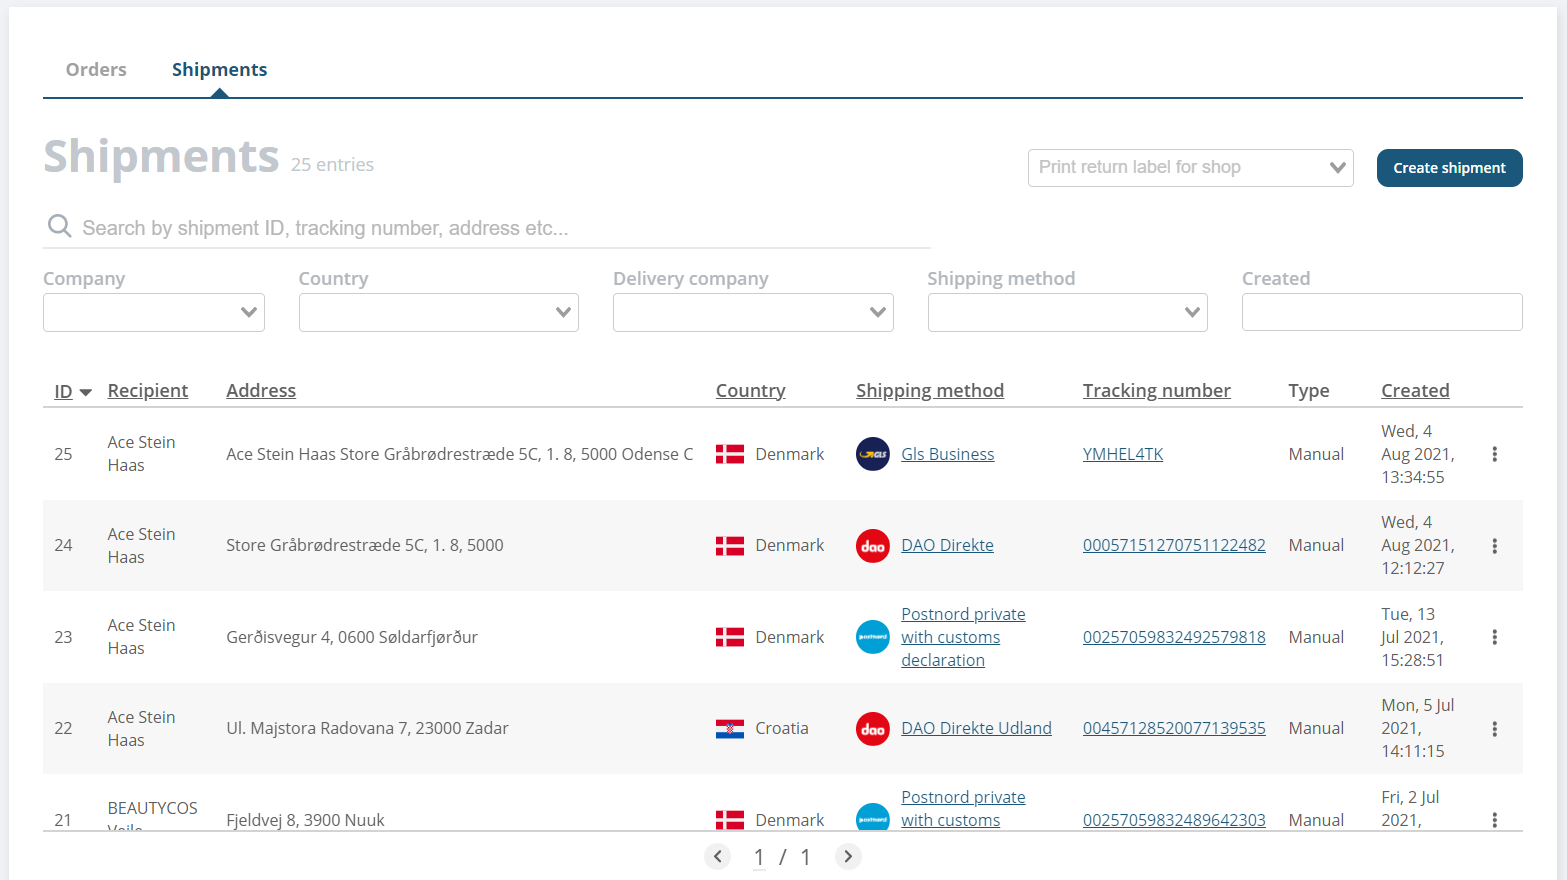 Orders Shipments
Shipments 25 entries
Print return label for shop
Create shipment
Search by shipment ID, tracking number, address etc...
Company Country Delivery company Shipping method Created
ID Recipient Address Country Shipping method Tracking number Type Created
25 Ace Stein Haas Ace Stein Haas Store Gråbrødrestræde 5C, 1. 8, 5000 Odense C Denmark GLS Gls Business YMHEL4TK Manual Wed, 4 Aug 2021, 13:34:55
24 Ace Stein Haas Store Gråbrødrestræde 5C, 1. 8, 5000 Denmark dao DAO Direkte 00057151270751122482 Manual Wed, 4 Aug 2021, 12:12:27
23 Ace Stein Haas Gerðisvegur 4, 0600 Søldarfjørður Denmark postnord Postnord private with customs declaration 00257059832492579818 Manual Tue, 13 Jul 2021, 15:28:51
22 Ace Stein Haas Ul. Majstora Radovana 7, 23000 Zadar Croatia dao DAO Direkte Udland 00457128520077139535 Manual Mon, 5 Jul 2021, 14:11:15
21 BEAUTYCOS Fjeldvej 8, 3900 Nuuk Denmark postnord Postnord private with customs 00257059832489642303 Manual Fri, 2 Jul 2021,
1 / 1